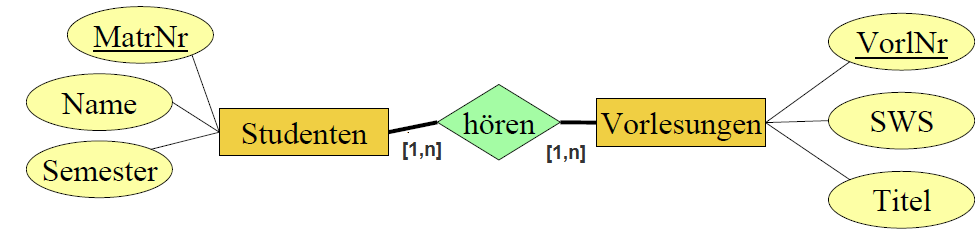 MatrNr
Name
Semester
Studenten
[1,n]
hören
[1,n]
Vorlesungen
VorlNr
SWS
Titel